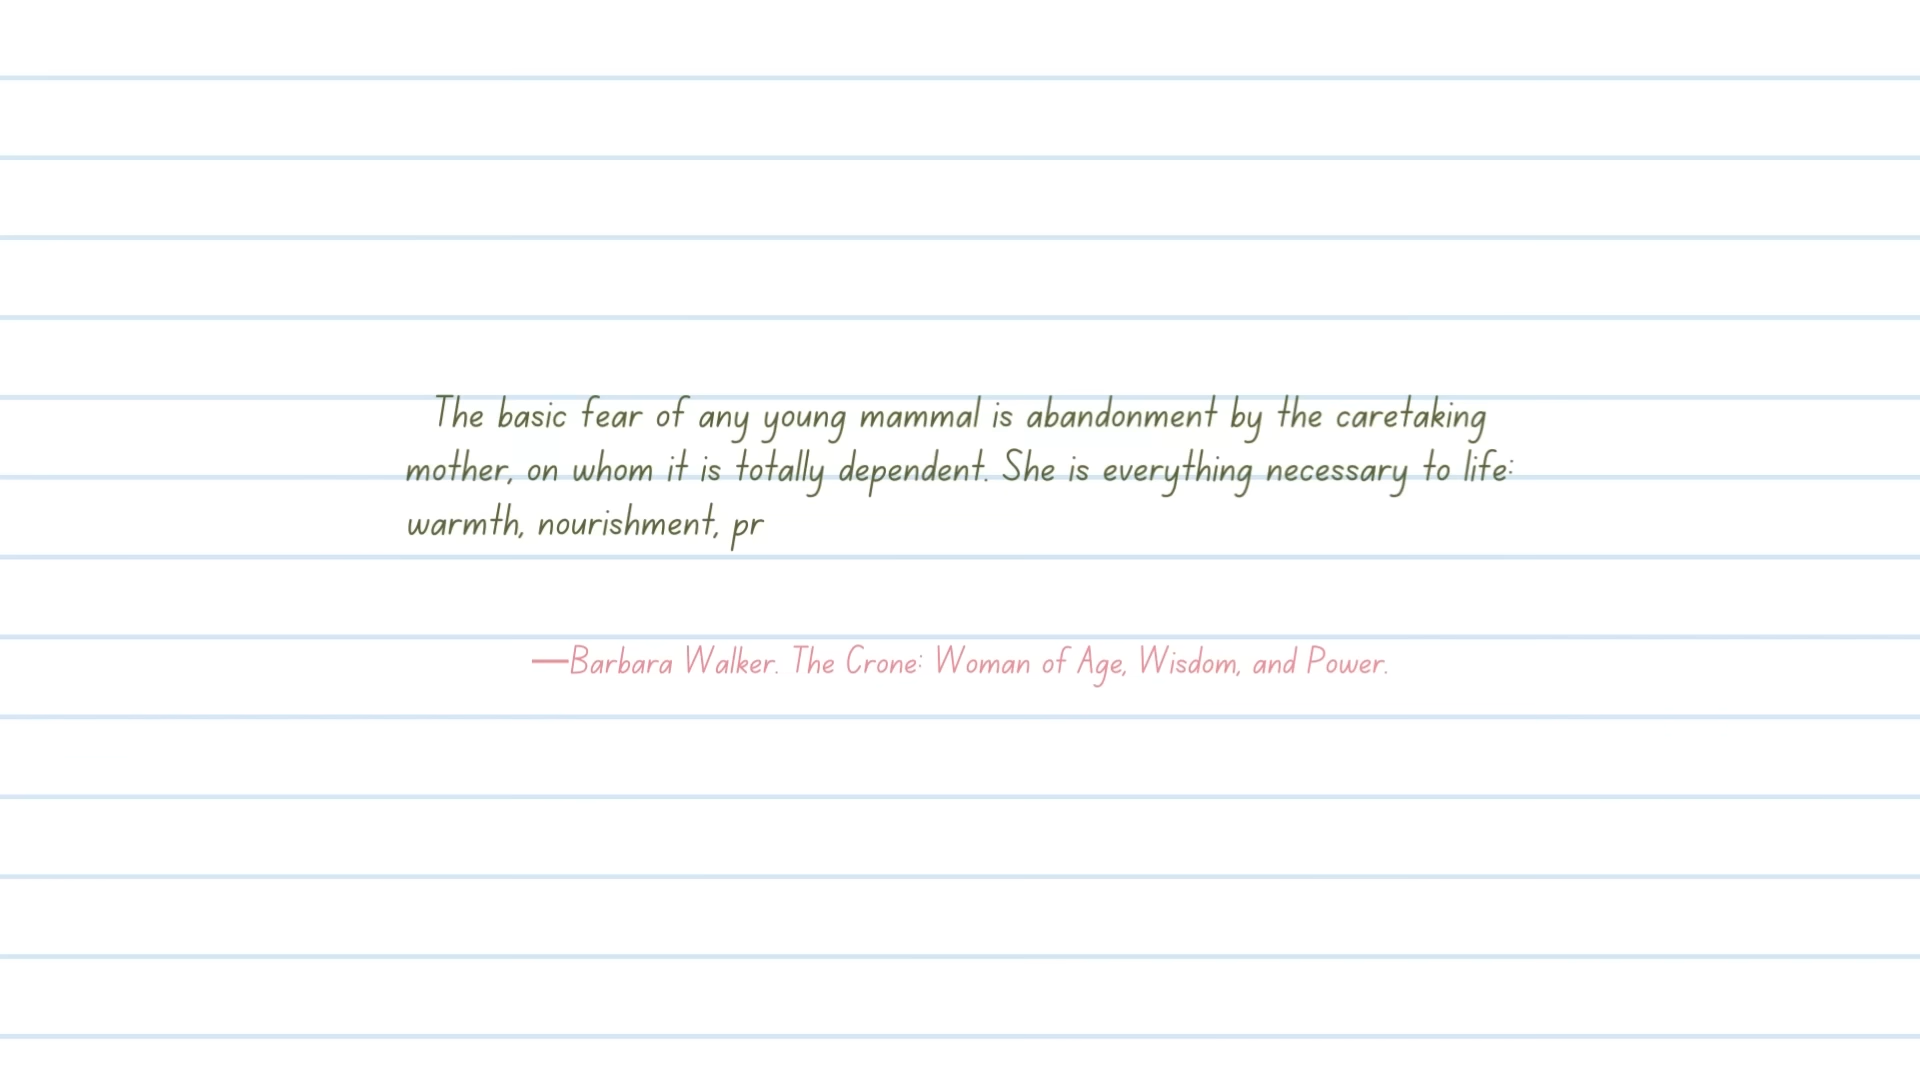 The basic fear of any young mammal is abandonment by the caretaking
mother, on whom it is totally dependent. She is everything necessary to life:
warmth, nourishment, pr
—Barbara Walker. The Crone: Woman of Age, Wisdom, and Power.